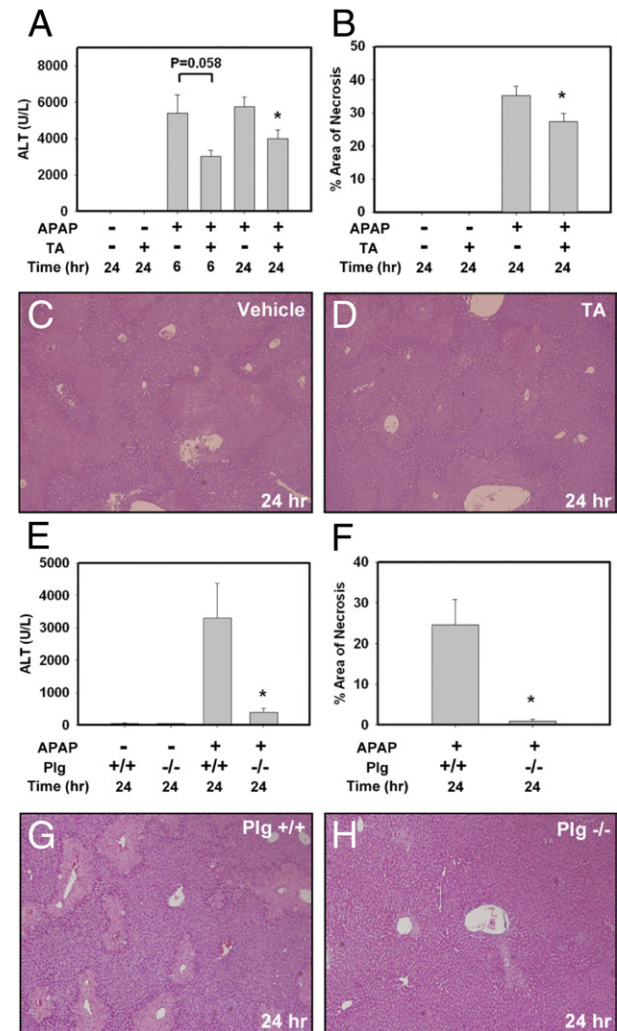 A
P=0.058
*
8000
6000
4000
2000
0
ALT (U/L)
APAP - - + + + +
TA - + - + - +
Time (hr) 24 24 6 6 24 24
B
*
50
40
30
20
10
0
% Area of Necrosis
APAP - - + +
TA - + - +
Time (hr) 24 24 24 24
C
Vehicle
24 hr
D
TA
24 hr
E
*
5000
4000
3000
2000
1000
0
ALT (U/L)
APAP - - + +
Plg +/+ -/- +/+ -/-
Time (hr) 24 24 24 24
F
*
40
30
20
10
0
% Area of Necrosis
APAP + +
Plg +/+ -/-
Time (hr) 24 24
G
Plg +/+
24 hr
H
Plg -/-
24 hr